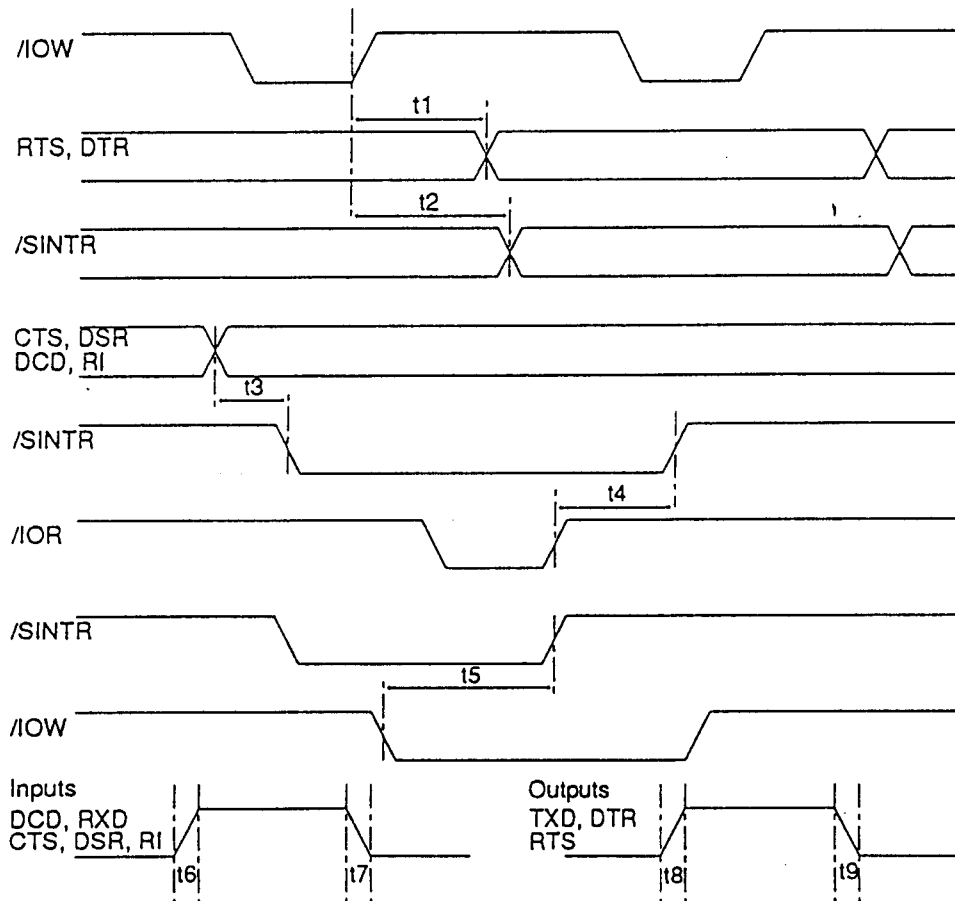 /IOW
t1
RTS, DTR
t2
/SINTR
CTS, DSR
DCD, RI
t3
/SINTR
t4
/IOR
/SINTR
t5
/IOW
Inputs
DCD, RXD
CTS, DSR, RI
t6
t7
Outputs
TXD, DTR
RTS
t8
t9